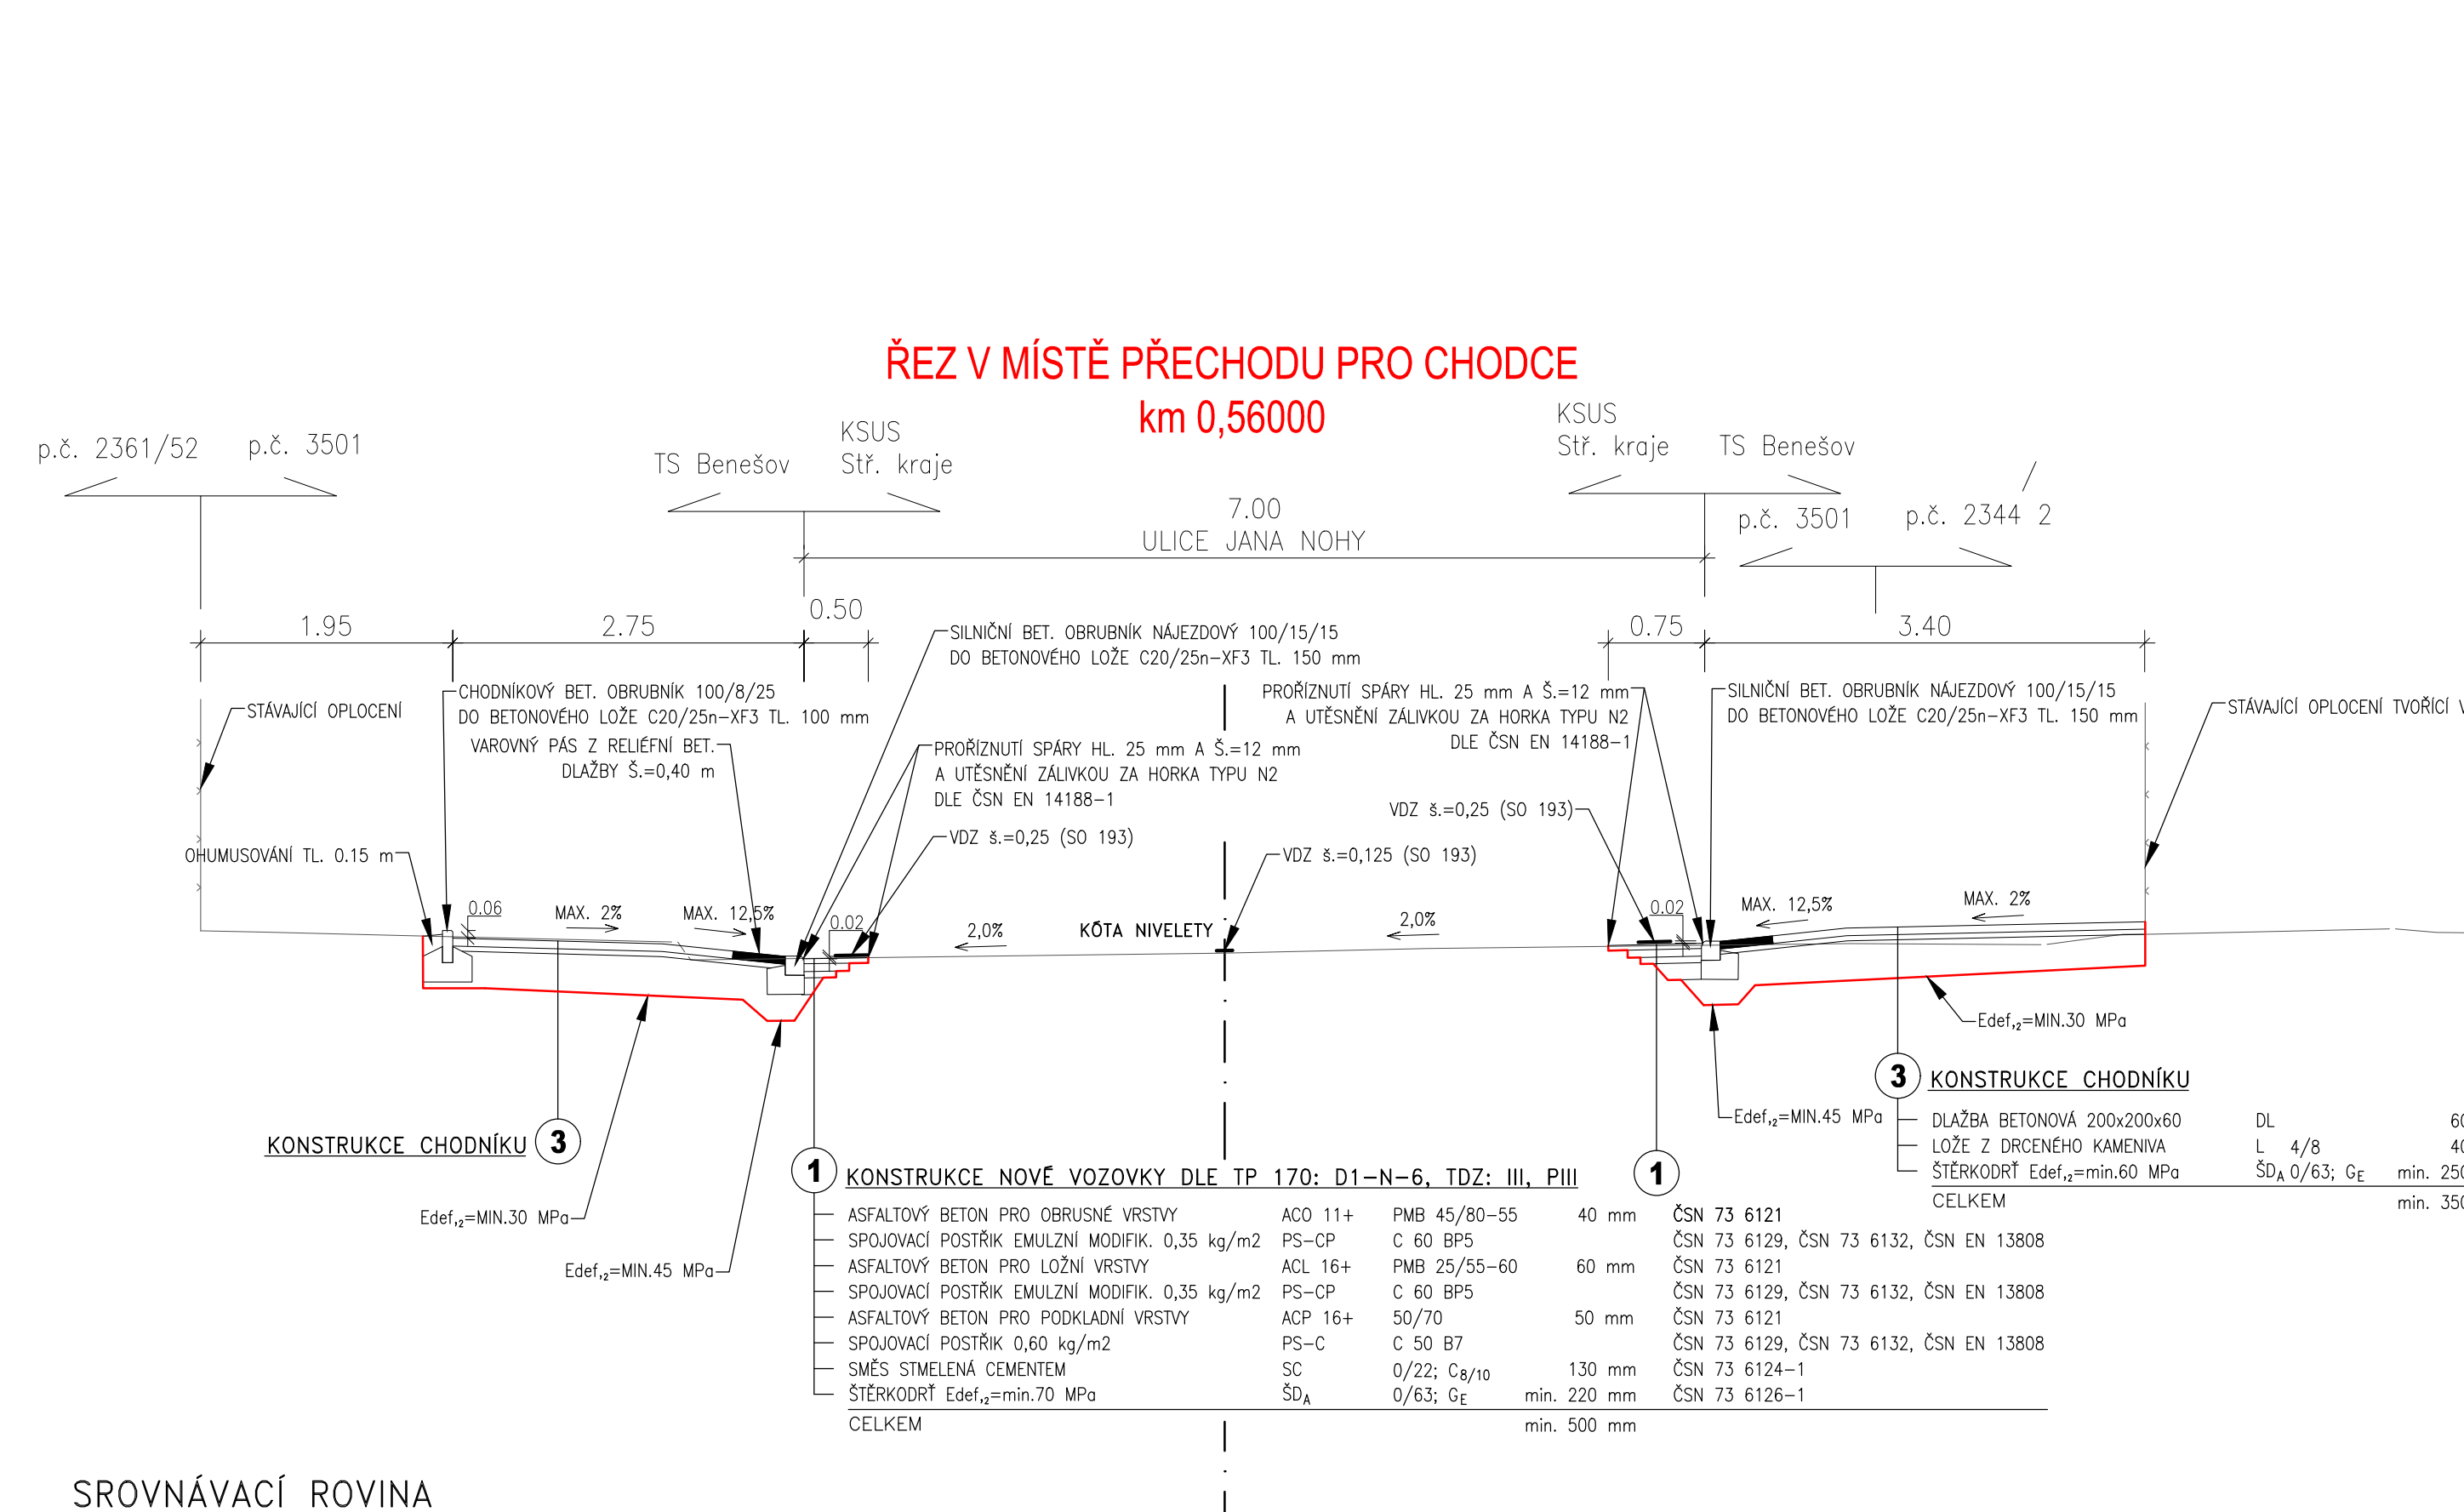 ŘEZ V MÍSTĚ PŘECHODU PRO CHODCE
km 0,56000
p.č. 2361/52
p.č. 3501
TS Benešov
KSUS
Stř. kraje
7.00
ULICE JANA NOHY
KSUS
Stř. kraje
TS Benešov
p.č. 3501
p.č. 2344 2
/
1.95
2.75
0.50
0.75
3.40
SILNIČNÍ BET. OBRUBNÍK NÁJEZDOVÝ 100/15/15
DO BETONOVÉHO LOŽE C20/25n-XF3 TL. 150 mm
STÁVAJÍCÍ OPLOCENÍ
CHODNÍKOVÝ BET. OBRUBNÍK 100/8/25
DO BETONOVÉHO LOŽE C20/25n-XF3 TL. 100 mm
VAROVNÝ PÁS Z RELIÉFNÍ BET.
DLAŽBY Š.=0,40 m
PROŘÍZNUTÍ SPÁRY HL. 25 mm A Š.=12 mm
A UTĚSNĚNÍ ZÁLIVKOU ZA HORKA TYPU N2
DLE ČSN EN 14188-1
VDZ š.=0,25 (SO 193)
PROŘÍZNUTÍ SPÁRY HL. 25 mm A Š.=12 mm
A UTĚSNĚNÍ ZÁLIVKOU ZA HORKA TYPU N2
DLE ČSN EN 14188-1
VDZ š.=0,25 (SO 193)
VDZ š.=0,125 (SO 193)
SILNIČNÍ BET. OBRUBNÍK NÁJEZDOVÝ 100/15/15
DO BETONOVÉHO LOŽE C20/25n-XF3 TL. 150 mm
STÁVAJÍCÍ OPLOCENÍ TVOŘÍCÍ
OHUMUSOVÁNÍ TL. 0.15 m
0.06
MAX. 2%
MAX. 12,5%
0.02
2,0%
KÓTA NIVELETY
2,0%
0.02
MAX. 12,5%
MAX. 2%
Edef,₂=MIN.30 MPa
Edef,₂=MIN.45 MPa
KONSTRUKCE CHODNÍKU 3
Edef,₂=MIN.30 MPa
Edef,₂=MIN.45 MPa
3 KONSTRUKCE CHODNÍKU
DLAŽBA BETONOVÁ 200x200x60 DL
LOŽE Z DRCENÉHO KAMENIVA L 4/8
ŠTĚRKODRŤ Edef,₂=min.60 MPa ŠDA 0/63; GE min. 250
CELKEM min. 350
1 KONSTRUKCE NOVÉ VOZOVKY DLE TP 170: D1-N-6, TDZ: III, PIII 1
ASFALTOVÝ BETON PRO OBRUSNÉ VRSTVY ACO 11+ PMB 45/80-55 40 mm ČSN 73 6121
SPOJOVACÍ POSTŘIK EMULZNÍ MODIFIK. 0,35 kg/m2 PS-CP C 60 BP5 ČSN 73 6129, ČSN 73 6132, ČSN EN 13808
ASFALTOVÝ BETON PRO LOŽNÍ VRSTVY ACL 16+ PMB 25/55-60 60 mm ČSN 73 6121
SPOJOVACÍ POSTŘIK EMULZNÍ MODIFIK. 0,35 kg/m2 PS-CP C 60 BP5 ČSN 73 6129, ČSN 73 6132, ČSN EN 13808
ASFALTOVÝ BETON PRO PODKLADNÍ VRSTVY ACP 16+ 50/70 50 mm ČSN 73 6121
SPOJOVACÍ POSTŘIK 0,60 kg/m2 PS-C C 50 B7 ČSN 73 6129, ČSN 73 6132, ČSN EN 13808
SMĚS STMELENÁ CEMENTEM SC 0/22; C8/10 130 mm ČSN 73 6124-1
ŠTĚRKODRŤ Edef,₂=min.70 MPa ŠDA 0/63; GE min. 220 mm ČSN 73 6126-1
CELKEM min. 500 mm
SROVNÁVACÍ ROVINA